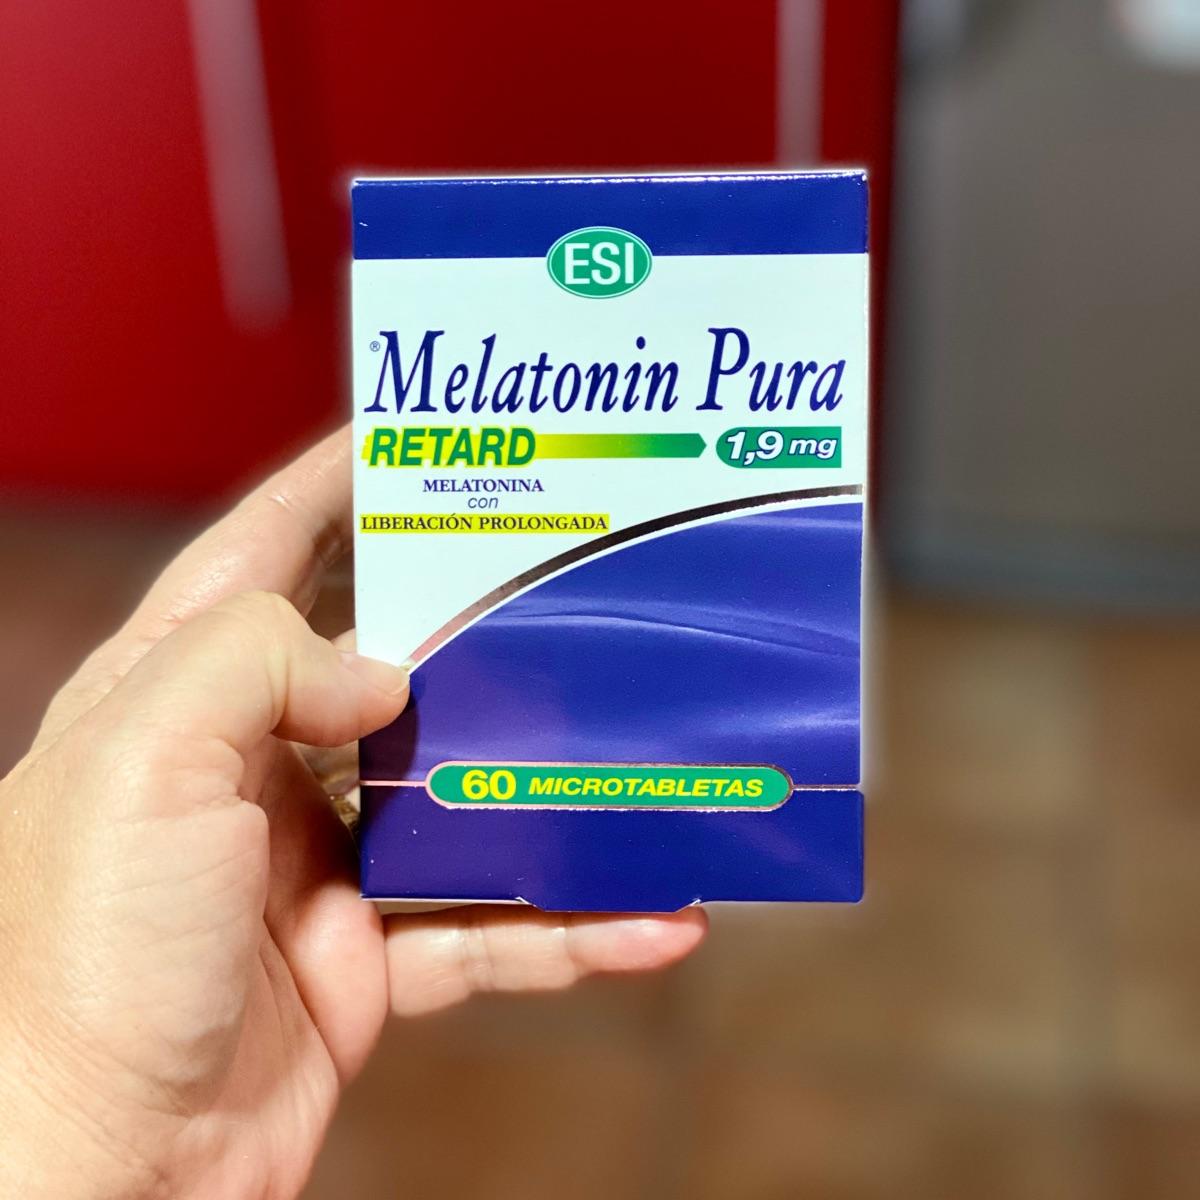 ESI
®Melatonin Pura
RETARD 1,9 mg
MELATONINA
con
LIBERACIÓN PROLONGADA
60 MICROTABLETAS